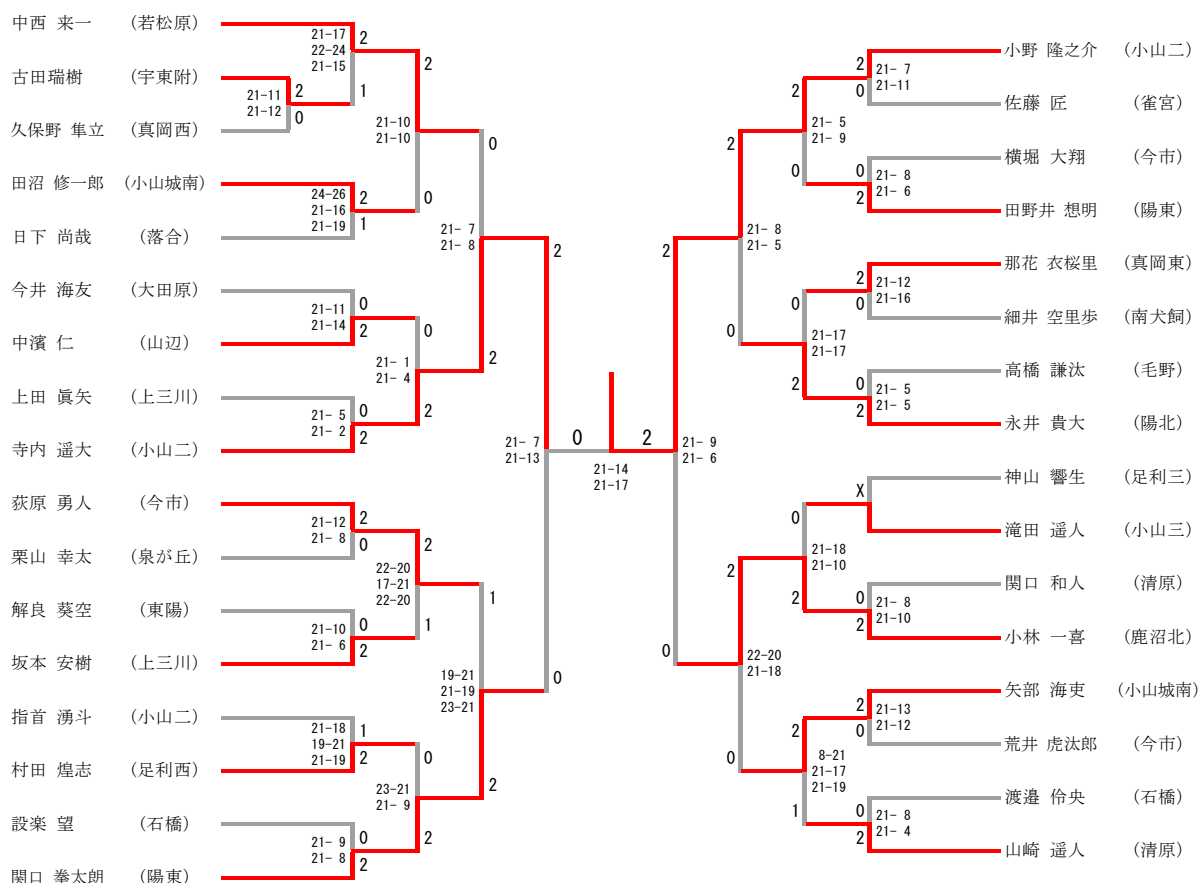 中西 来一 (若松原)
古田瑞樹 (宇東附)
久保野 隼立 (真岡西)
田沼 修一郎 (小山城南)
日下 尚哉 (落合)
今井 海友 (大田原)
中濱 仁 (山辺)
上田 眞矢 (上三川)
寺内 遥大 (小山二)
荻原 勇人 (今市)
栗山 幸太 (泉が丘)
解良 葵空 (東陽)
坂本 安樹 (上三川)
指首 湧斗 (小山二)
村田 煌志 (足利西)
設楽 望 (石橋)
関口 拳太朗 (陽東)
21-17 2
22-24
21-15 1
21-11 2
21-12 0
24-26 2
21-16
21-19 1
21-11 0
21-14 2
21- 5 0
21- 2 2
21-12 2
21- 8 0
21-10 0
21- 6 2
21-18 1
19-21
21-19 2
21- 9 0
21- 8 2
2
21-10
21-10
0
0
21- 1
21- 4
2
2
22-20
17-21
22-20
1
0
23-21
21- 9
2
0
21- 7
21- 8
2
1
19-21
21-19
23-21
2
2
21- 7
21-13
0
0 2
21-14
21-17
2
21- 9
21- 6
0
2
21- 8
21- 5
0
2
22-20
21-18
0
2
21- 5
21- 9
0
0
21-17
21-17
2
0
21-18
21-10
2
2
8-21
21-17
21-19
1
2 21- 7
0 21-11
0 21- 8
2 21- 6
2 21-12
0 21-16
0 21- 5
2 21- 5
X
0 21- 8
2 21-10
2 21-13
0 21-12
0 21- 8
2 21- 4
小野 隆之介 (小山二)
佐藤 匠 (雀宮)
横堀 大翔 (今市)
田野井 想明 (陽東)
那花 衣桜里 (真岡東)
細井 空里歩 (南犬飼)
高橋 謙汰 (毛野)
永井 貴大 (陽北)
神山 響生 (足利三)
滝田 遥人 (小山三)
関口 和人 (清原)
小林 一喜 (鹿沼北)
矢部 海吏 (小山城南)
荒井 虎汰郎 (今市)
渡邉 伶央 (石橋)
山崎 遥人 (清原)